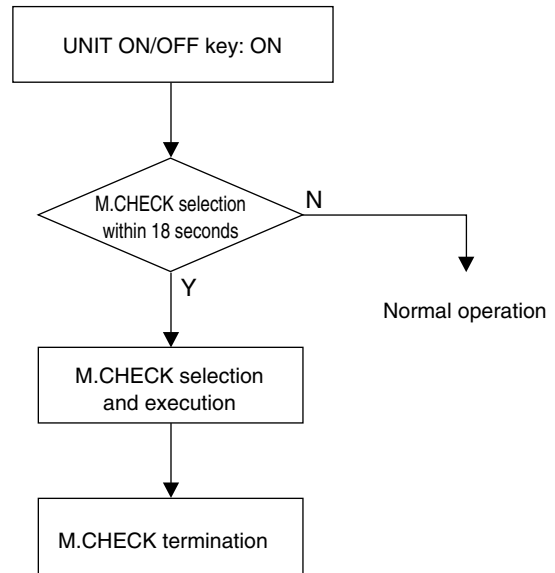 UNIT ON/OFF key: ON
M.CHECK selection
within 18 seconds
N
Y
Normal operation
M.CHECK selection
and execution
M.CHECK termination